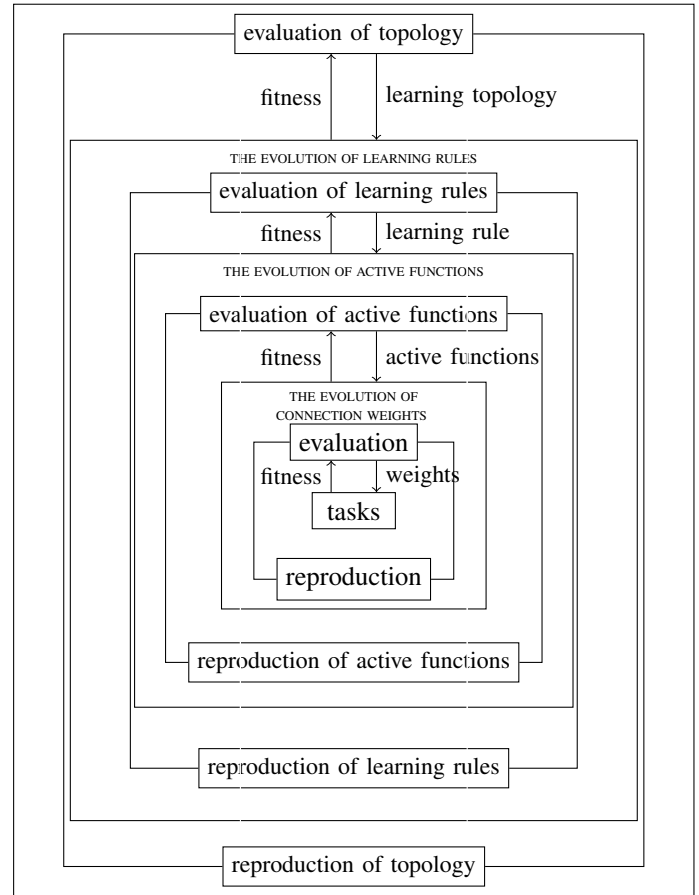 evaluation of topology
fitness
learning topology
THE EVOLUTION OF LEARNING RULES
evaluation of learning rules
fitness
learning rule
THE EVOLUTION OF ACTIVE FUNCTIONS
evaluation of active functions
fitness
active functions
THE EVOLUTION OF
CONNECTION WEIGHTS
evaluation
fitness
weights
tasks
reproduction
reproduction of active functions
reproduction of learning rules
reproduction of topology